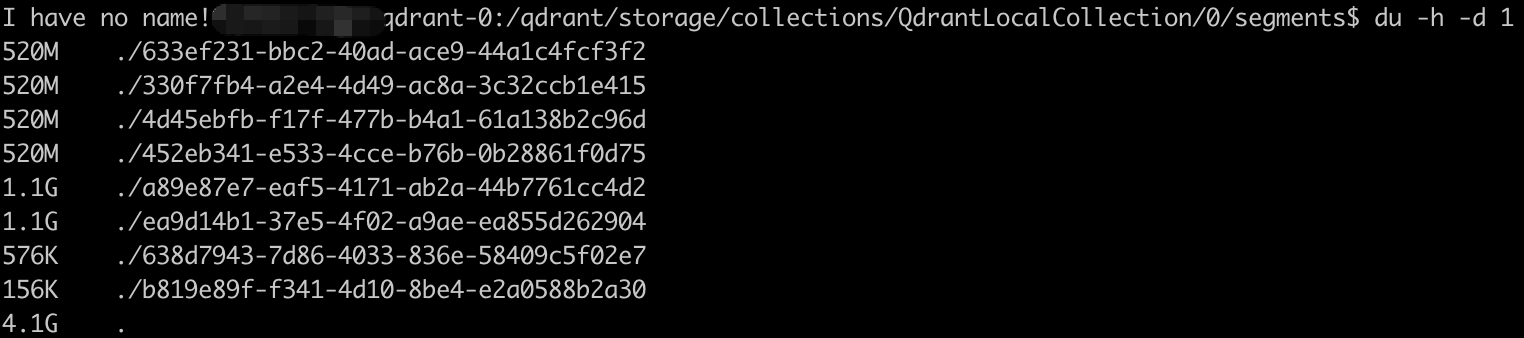 I have no name! qdrant-0:/qdrant/storage/collections/QdrantLocalCollection/0/segments$ du -h -d 1
520M ./633ef231-bbc2-40ad-ace9-44a1c4fcf3f2
520M ./330f7fb4-a2e4-4d49-ac8a-3c32ccb1e415
520M ./4d45ebfb-f17f-477b-b4a1-61a138b2c96d
520M ./452eb341-e533-4cce-b76b-0b28861f0d75
1.1G ./a89e87e7-eaf5-4171-ab2a-44b7761cc4d2
1.1G ./ea9d14b1-37e5-4f02-a9ae-ea855d262904
576K ./638d7943-7d86-4033-836e-58409c5f02e7
156K ./b819e89f-f341-4d10-8be4-e2a0588b2a30
4.1G .